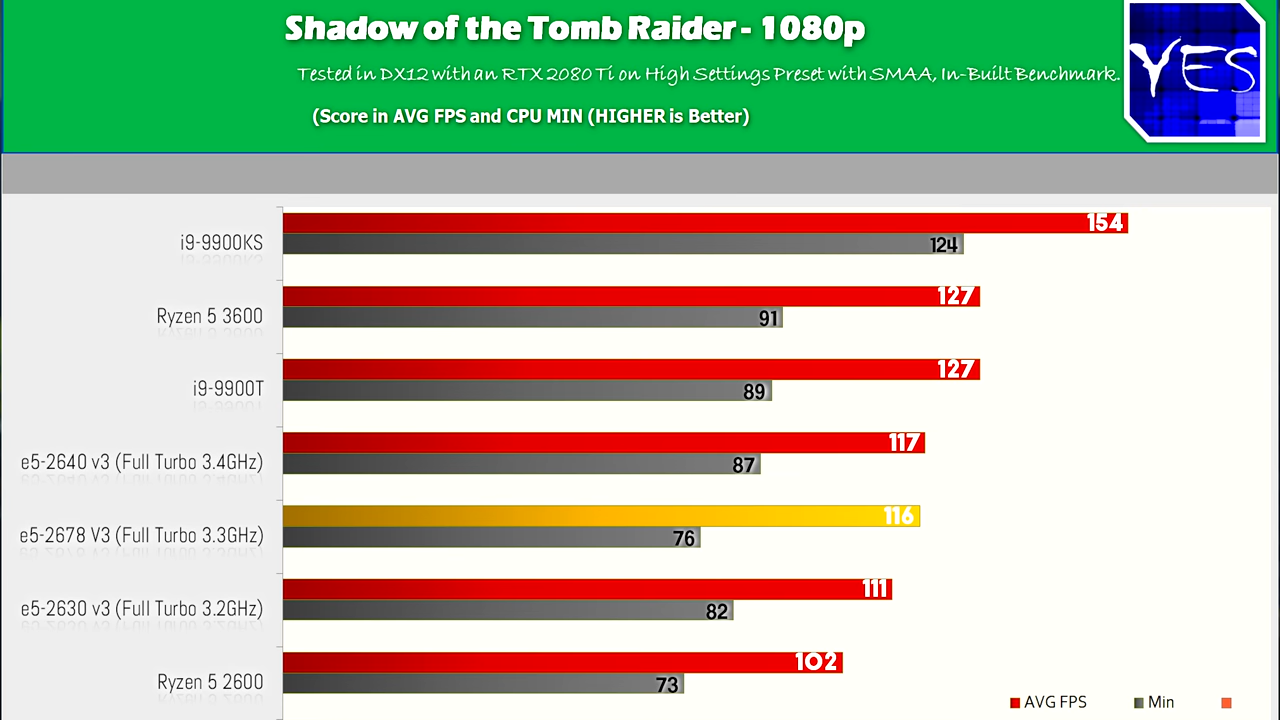 Shadow of the Tomb Raider - 1080p
Tested in DX12 with an RTX 2080 Ti on High Settings Preset with SMAA, In-Built Benchmark.
(Score in AVG FPS and CPU MIN (HIGHER is Better)
YES
i9-9900KS 154
124
Ryzen 5 3600 127
91
i9-9900T 127
89
e5-2640 v3 (Full Turbo 3.4GHz) 117
87
e5-2678 V3 (Full Turbo 3.3GHz) 116
76
e5-2630 v3 (Full Turbo 3.2GHz) 111
82
Ryzen 5 2600 102
73
AVG FPS Min